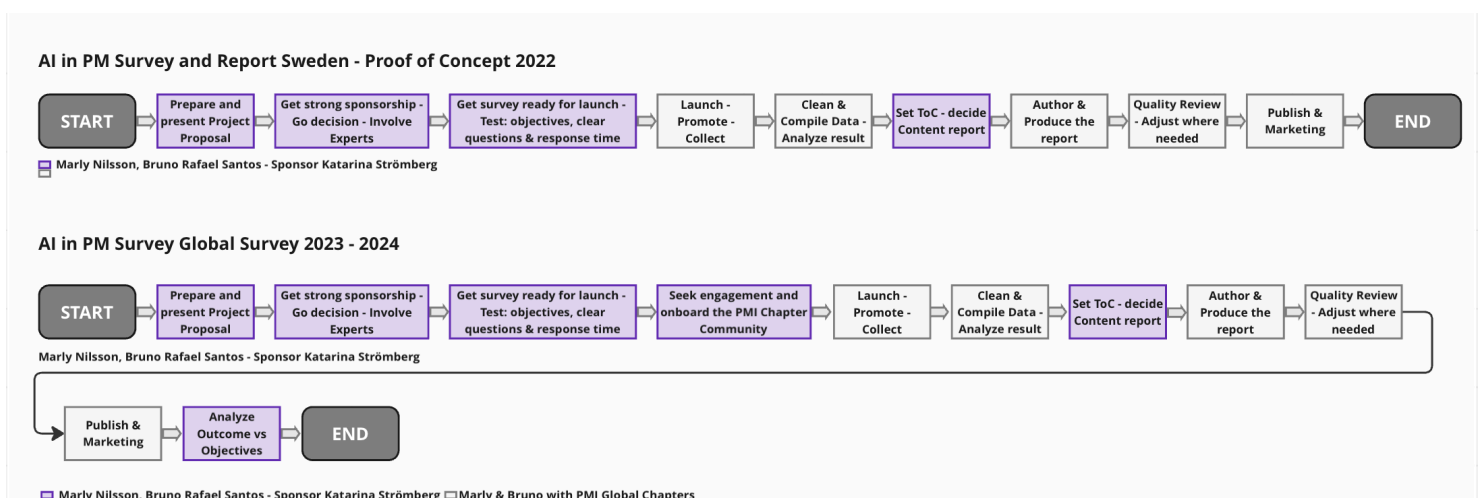 AI in PM Survey and Report Sweden - Proof of Concept 2022
START
Prepare and
present Project
Proposal
Get strong sponsorship -
Go decision - Involve
Experts
Get survey ready for launch -
Test: objectives, clear
questions & response time
Launch -
Promote -
Collect
Clean &
Compile Data -
Analyze result
Set ToC - decide
Content report
Author &
Produce the
report
Quality Review
- Adjust where
needed
Publish &
Marketing
END
Marly Nilsson, Bruno Rafael Santos - Sponsor Katarina Strömberg
AI in PM Survey Global Survey 2023 - 2024
START
Prepare and
present Project
Proposal
Get strong sponsorship -
Go decision - Involve
Experts
Get survey ready for launch -
Test: objectives, clear
questions & response time
Seek engagement and
onboard the PMI Chapter
Community
Launch -
Promote -
Collect
Clean &
Compile Data -
Analyze result
Set ToC - decide
Content report
Author &
Produce the
report
Quality Review
- Adjust where
needed
Marly Nilsson, Bruno Rafael Santos - Sponsor Katarina Strömberg
Publish &
Marketing
Analyze
Outcome vs
Objectives
END
Marly Nilsson, Bruno Rafael Santos - Sponsor Katarina Strömberg
Marly & Bruno with PMI Global Chapters